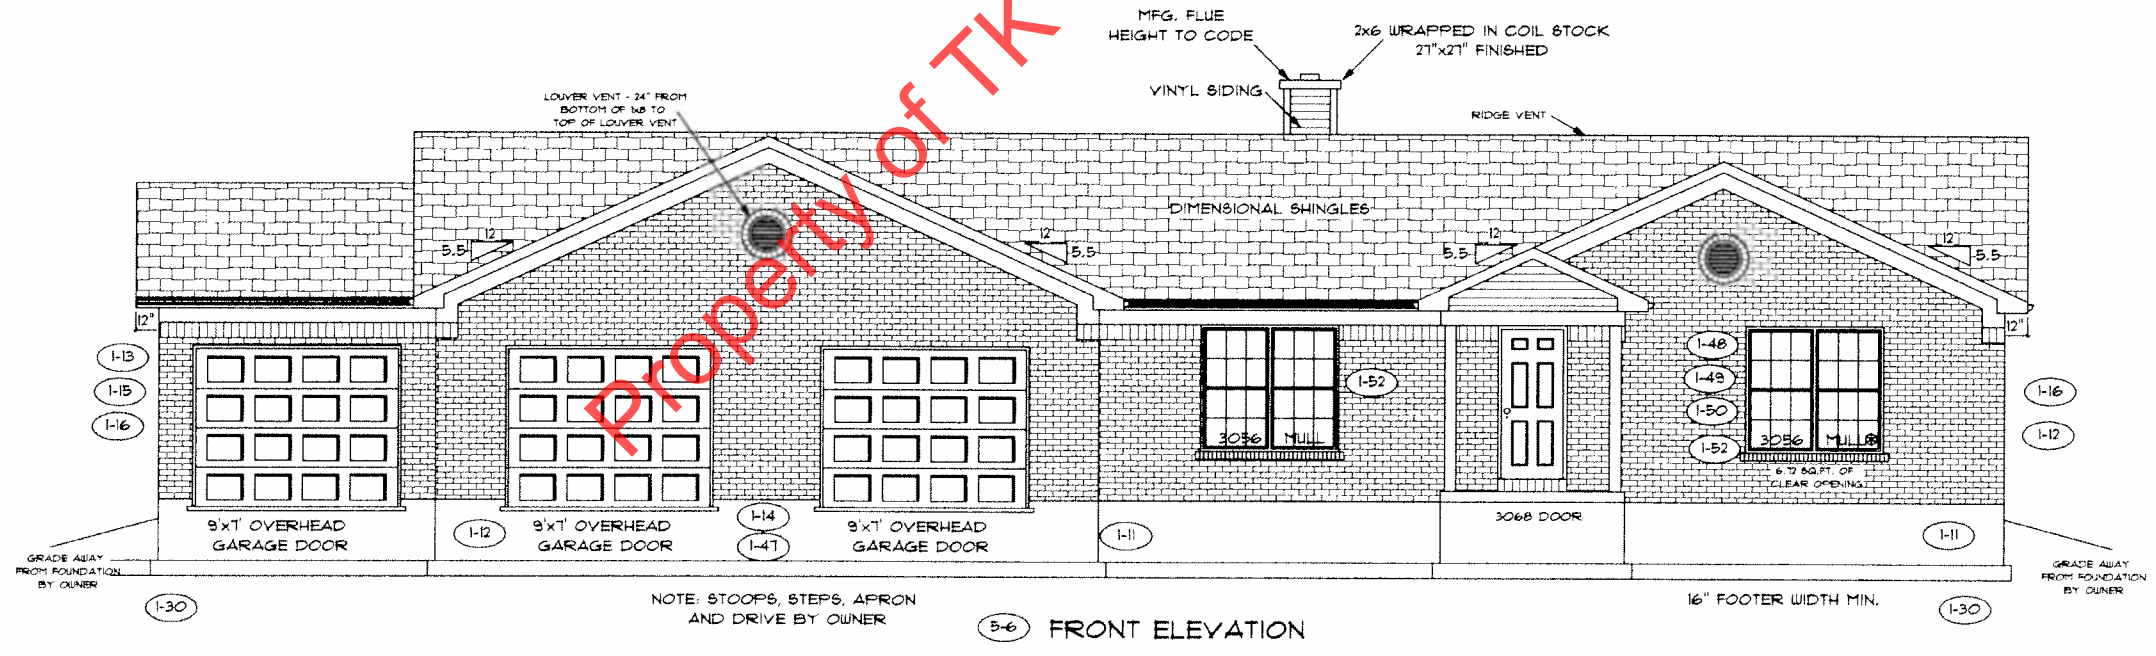 MFG. FLUE
HEIGHT TO CODE
2x6 WRAPPED IN COIL STOCK
27"x27" FINISHED
VINYL SIDING
LOUVER VENT - 24" FROM
BOTTOM OF 1x8 TO
TOP OF LOUVER VENT
RIDGE VENT
Property of TK
DIMENSIONAL SHINGLES
12
5.5
12
5.5
12
5.5
12
5.5
12"
12"
1-13
1-15
1-16
1-48
1-49
1-50
1-52
1-52
1-16
1-12
3056 MULL
3056 MULL
6.72 SQ.FT. OF
CLEAR OPENING
9'x7' OVERHEAD
GARAGE DOOR
1-12
9'x7' OVERHEAD
GARAGE DOOR
1-14
1-47
9'x7' OVERHEAD
GARAGE DOOR
1-11
3068 DOOR
1-11
GRADE AWAY
FROM FOUNDATION
BY OWNER
GRADE AWAY
FROM FOUNDATION
BY OWNER
1-30
NOTE: STOOPS, STEPS, APRON
AND DRIVE BY OWNER
16" FOOTER WIDTH MIN.
1-30
5-6 FRONT ELEVATION